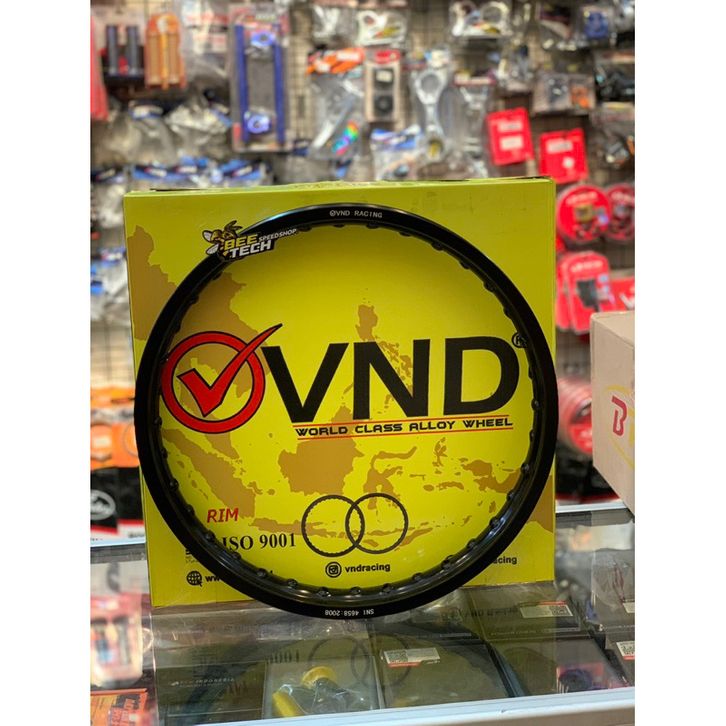 VND RACING
BEE
TECH SPEEDSHOP
VND
WORLD CLASS ALLOY WHEEL
RIM
ISO 9001
vndracing
SNI 4658:2008